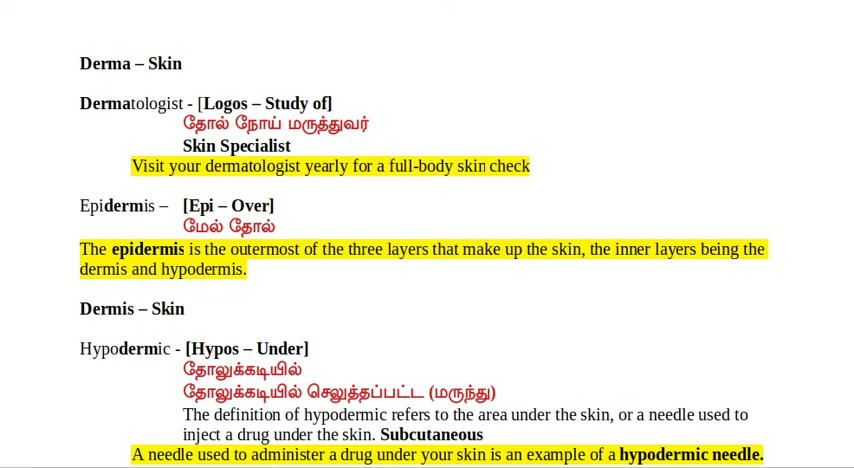 Derma – Skin
Dermatologist - [Logos – Study of]
தோல் நோய் மருத்துவர்
Skin Specialist
Visit your dermatologist yearly for a full-body skin check
Epidermis – [Epi – Over]
மேல் தோல்
The epidermis is the outermost of the three layers that make up the skin, the inner layers being the
dermis and hypodermis.
Dermis – Skin
Hypodermic - [Hypos – Under]
தோலுக்கடியில்
தோலுக்கடியில் செலுத்தப்பட்ட (மருந்து)
The definition of hypodermic refers to the area under the skin, or a needle used to
inject a drug under the skin. Subcutaneous
A needle used to administer a drug under your skin is an example of a hypodermic needle.